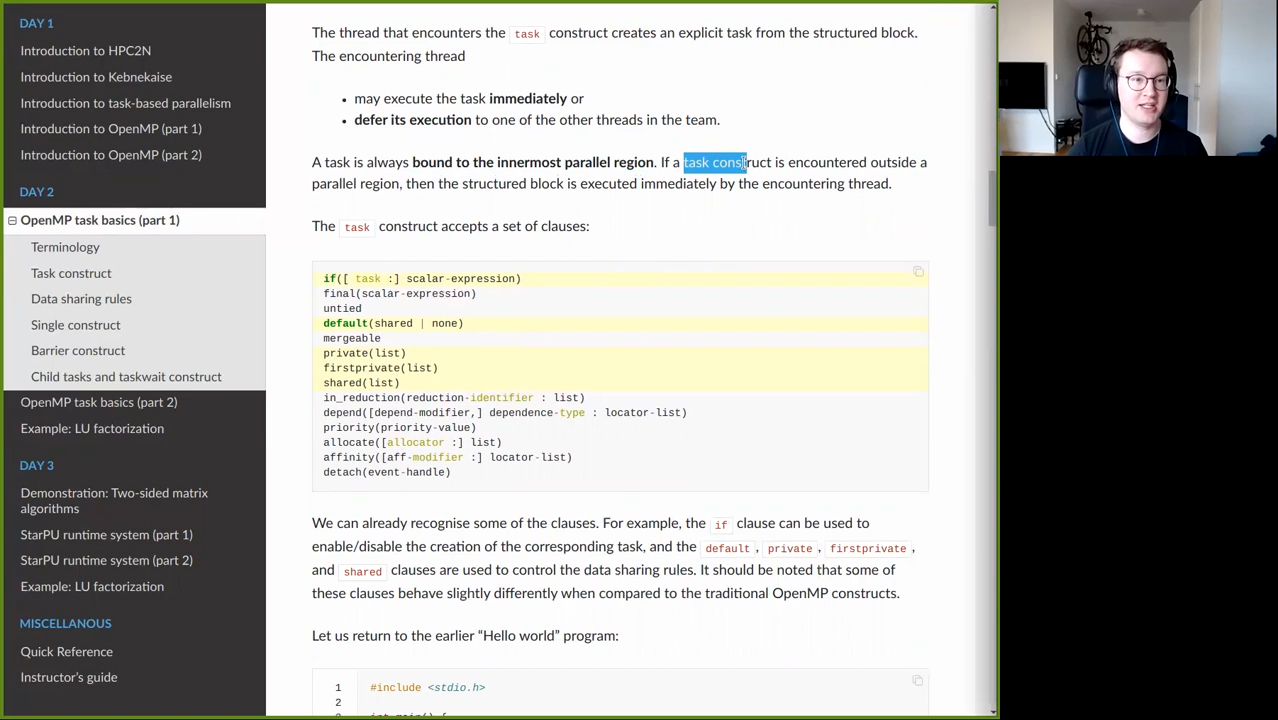 DAY 1
Introduction to HPC2N
Introduction to Kebnekaise
Introduction to task-based parallelism
Introduction to OpenMP (part 1)
Introduction to OpenMP (part 2)
DAY 2
OpenMP task basics (part 1)
Terminology
Task construct
Data sharing rules
Single construct
Barrier construct
Child tasks and taskwait construct
OpenMP task basics (part 2)
Example: LU factorization
DAY 3
Demonstration: Two-sided matrix
algorithms
StarPU runtime system (part 1)
StarPU runtime system (part 2)
Example: LU factorization
MISCELLANEOUS
Quick Reference
Instructor's guide
The thread that encounters the task construct creates an explicit task from the structured block.
The encountering thread
• may execute the task immediately or
• defer its execution to one of the other threads in the team.
A task is always bound to the innermost parallel region. If a task construct is encountered outside a
parallel region, then the structured block is executed immediately by the encountering thread.
The task construct accepts a set of clauses:
if([ task :] scalar-expression)
final(scalar-expression)
untied
default(shared | none)
mergeable
private(list)
firstprivate(list)
shared(list)
in_reduction(reduction-identifier : list)
depend([depend-modifier,] dependence-type : locator-list)
priority(priority-value)
allocate([allocator :] list)
affinity([aff-modifier :] locator-list)
detach(event-handle)
We can already recognise some of the clauses. For example, the if clause can be used to
enable/disable the creation of the corresponding task, and the default, private, firstprivate,
and shared clauses are used to control the data sharing rules. It should be noted that some of
these clauses behave slightly differently when compared to the traditional OpenMP constructs.
Let us return to the earlier “Hello world” program:
1 #include <stdio.h>
2
int main() {